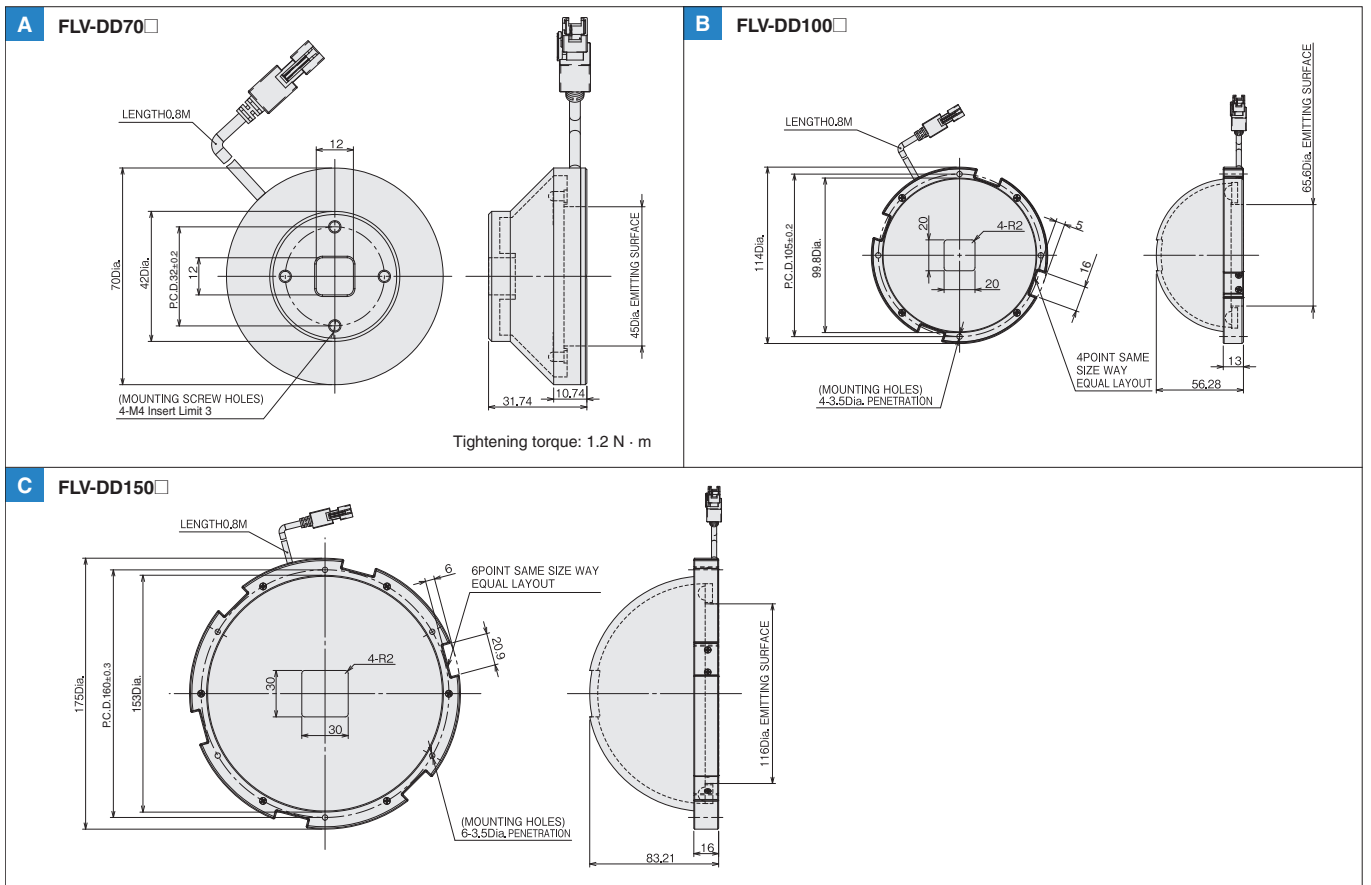 A FLV-DD70□
LENGTH0.8M
12
70Dia.
42Dia.
P.C.D.32±0.2
12
45Dia. EMITTING SURFACE
10.74
31.74
(MOUNTING SCREW HOLES)
4-M4 Insert Limit 3
Tightening torque: 1.2 N · m
B FLV-DD100□
LENGTH0.8M
114Dia.
P.C.D.105±0.2
99.8Dia.
20
4-R2
20
5
16
65.6Dia. EMITTING SURFACE
4POINT SAME
SIZE WAY
EQUAL LAYOUT
(MOUNTING HOLES)
4-3.5Dia. PENETRATION
13
56.28
C FLV-DD150□
LENGTH0.8M
6
6POINT SAME SIZE WAY
EQUAL LAYOUT
20.9
175Dia.
P.C.D.160±0.3
153Dia.
30
4-R2
30
116Dia. EMITTING SURFACE
(MOUNTING HOLES)
6-3.5Dia. PENETRATION
16
83.21